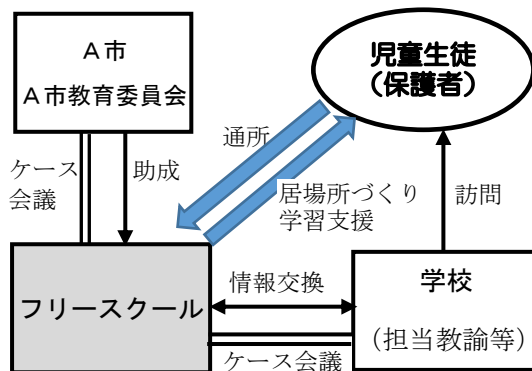 A市
A市教育委員会
児童生徒
(保護者)
通所
ケース
会議
助成
居場所づくり
学習支援
訪問
フリースクール
情報交換
学校
(担当教諭等)
ケース会議